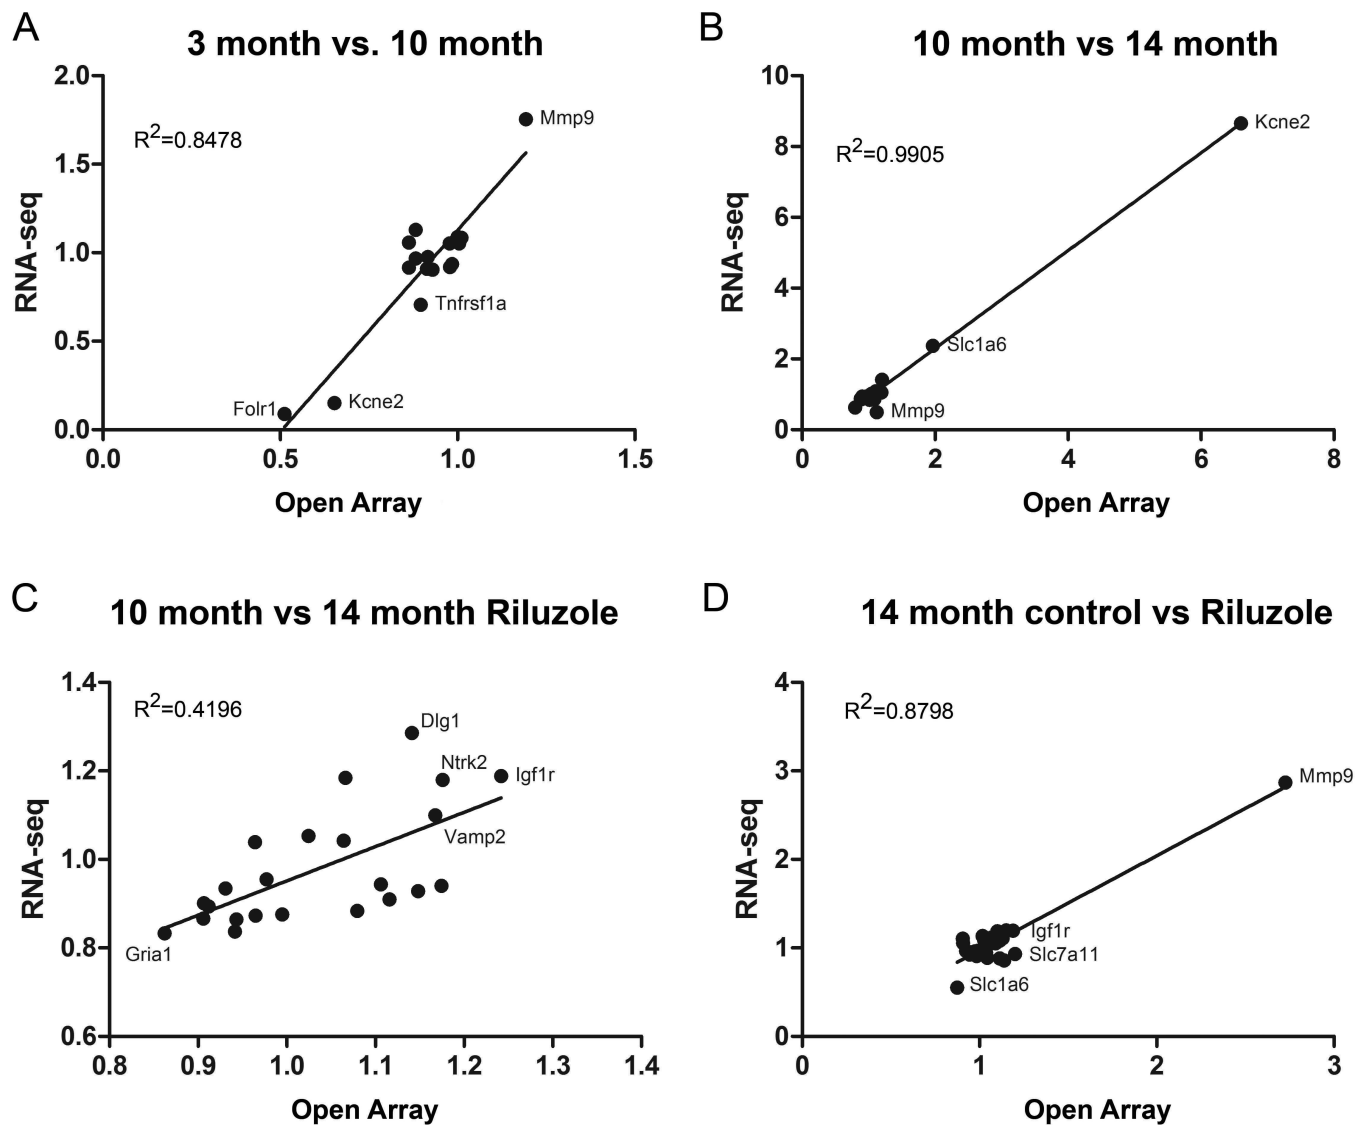 A
3 month vs. 10 month
2.0
1.5
1.0
0.5
0.0
RNA-seq
R²=0.8478
Mmp9
Tnfrsf1a
Folr1
Kcne2
0.0 0.5 1.0 1.5
Open Array
B
10 month vs 14 month
10
8
6
4
2
0
RNA-seq
R²=0.9905
Kcne2
Slc1a6
Mmp9
0 2 4 6 8
Open Array
C
10 month vs 14 month Riluzole
1.4
1.2
1.0
0.8
0.6
RNA-seq
R²=0.4196
Dlg1
Ntrk2
Igf1r
Vamp2
Gria1
0.8 0.9 1.0 1.1 1.2 1.3 1.4
Open Array
D
14 month control vs Riluzole
4
3
2
1
0
RNA-seq
R²=0.8798
Mmp9
Igf1r
Slc7a11
Slc1a6
0 1 2 3
Open Array